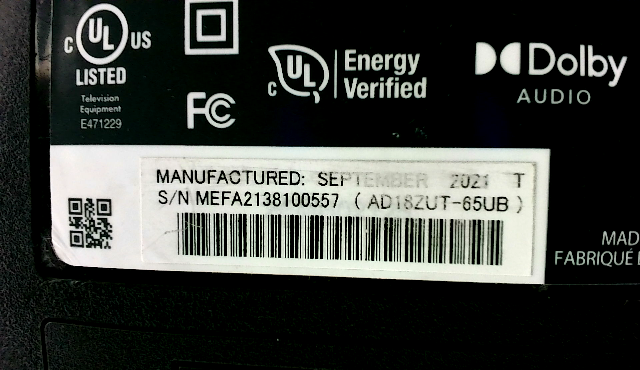 C UL US
LISTED
Television
Equipment
E471229
FC
C UL Energy
Verified
Dolby
AUDIO
MANUFACTURED: SEPTEMBER 2021 T
S/N MEFA2138100557 (AD18ZUT-65UB)
MAD
FABRIQUÉ